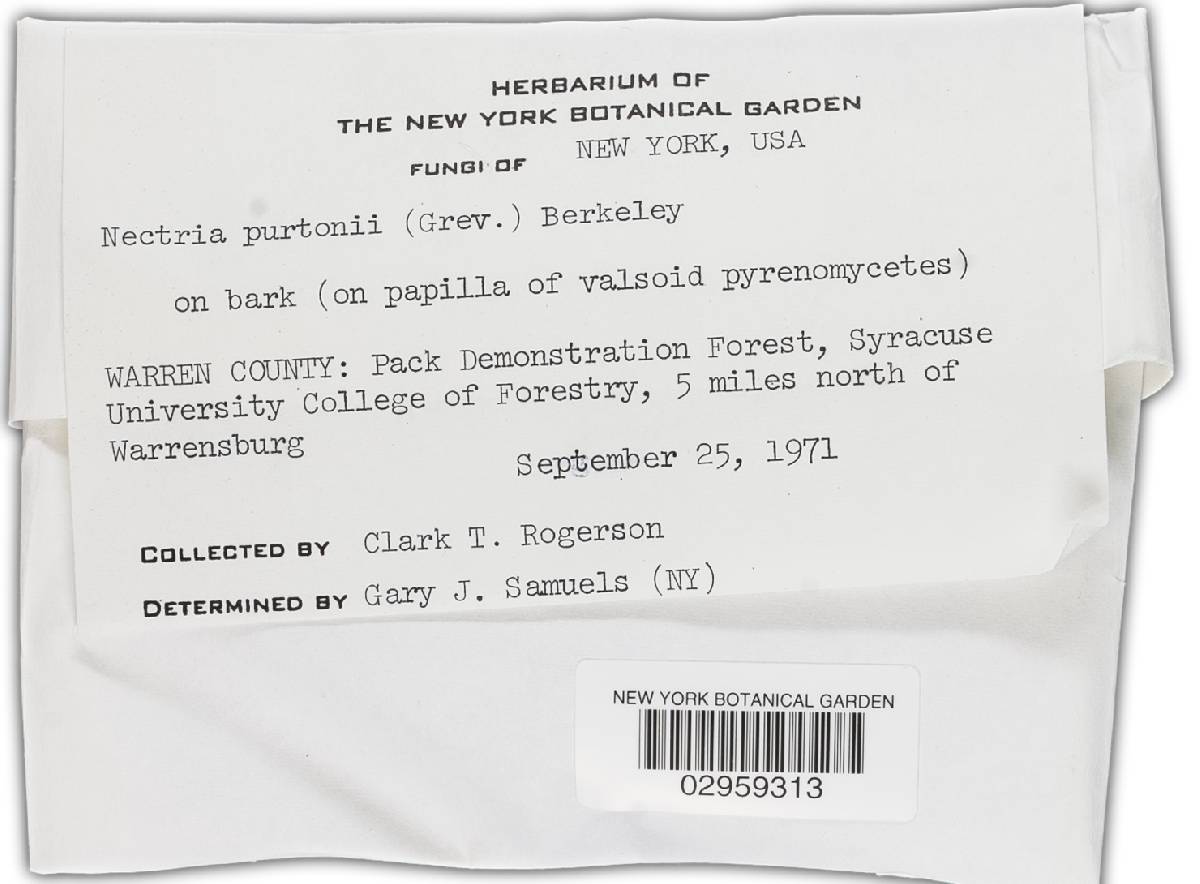 HERBARIUM OF
THE NEW YORK BOTANICAL GARDEN
FUNGI OF NEW YORK, USA
Nectria purtonii (Grev.) Berkeley
on bark (on papilla of valsoid pyrenomycetes)
WARREN COUNTY: Pack Demonstration Forest, Syracuse
University College of Forestry, 5 miles north of
Warrensburg
September 25, 1971
COLLECTED BY Clark T. Rogerson
DETERMINED BY Gary J. Samuels (NY)
NEW YORK BOTANICAL GARDEN
02959313